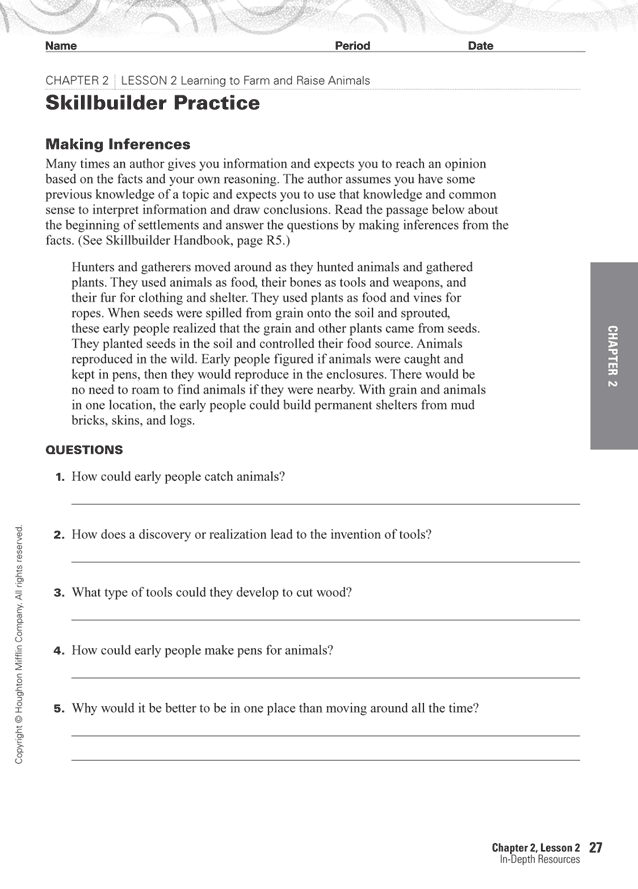 Name Period Date
CHAPTER 2 | LESSON 2 Learning to Farm and Raise Animals
Skillbuilder Practice
Making Inferences
Many times an author gives you information and expects you to reach an opinion
based on the facts and your own reasoning. The author assumes you have some
previous knowledge of a topic and expects you to use that knowledge and common
sense to interpret information and draw conclusions. Read the passage below about
the beginning of settlements and answer the questions by making inferences from the
facts. (See Skillbuilder Handbook, page R5.)
Hunters and gatherers moved around as they hunted animals and gathered
plants. They used animals as food, their bones as tools and weapons, and
their fur for clothing and shelter. They used plants as food and vines for
ropes. When seeds were spilled from grain onto the soil and sprouted,
these early people realized that the grain and other plants came from seeds.
They planted seeds in the soil and controlled their food source. Animals
reproduced in the wild. Early people figured if animals were caught and
kept in pens, then they would reproduce in the enclosures. There would be
no need to roam to find animals if they were nearby. With grain and animals
in one location, the early people could build permanent shelters from mud
bricks, skins, and logs.
CHAPTER 2
QUESTIONS
1. How could early people catch animals?
2. How does a discovery or realization lead to the invention of tools?
3. What type of tools could they develop to cut wood?
4. How could early people make pens for animals?
5. Why would it be better to be in one place than moving around all the time?
Copyright © Houghton Mifflin Company. All rights reserved.
Chapter 2, Lesson 2 27
In-Depth Resources